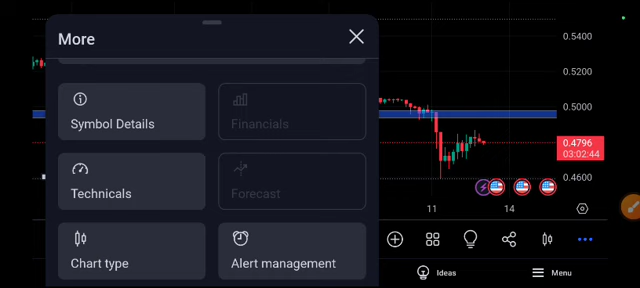 More
Symbol Details
Financials
Technicals
Forecast
Chart type
Alert management
0.5400
0.5200
0.5000
0.4796
03:02:44
0.4600
11
14
Ideas
Menu